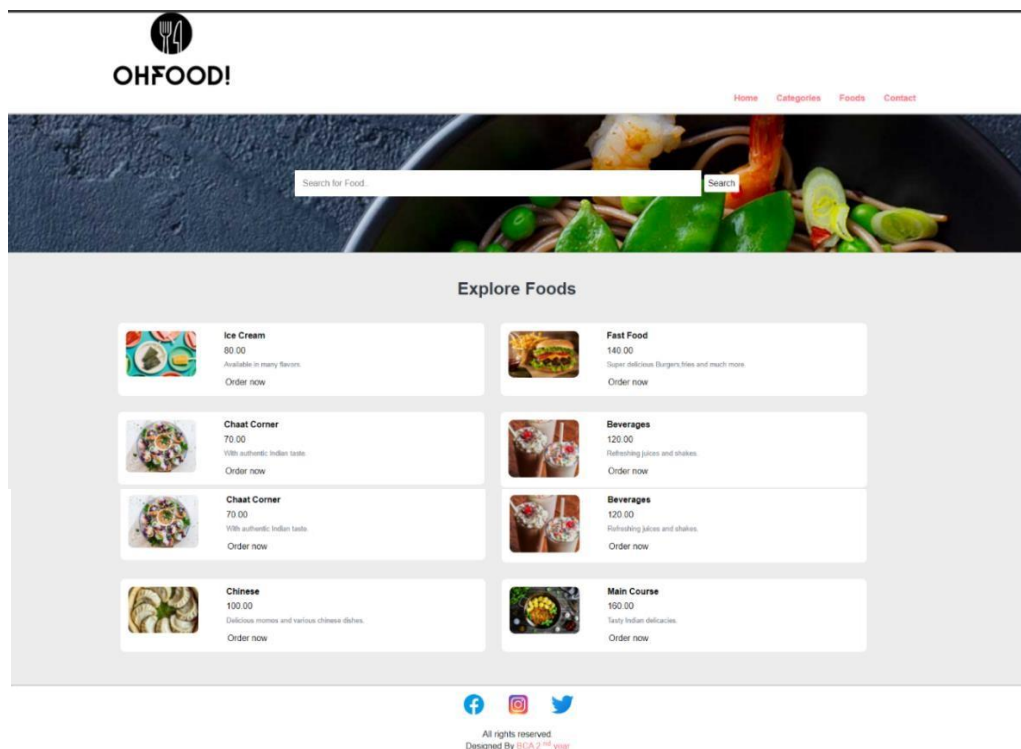 OHFOOD!
Home Categories Foods Contact
Search for Food.. Search
Explore Foods
Ice Cream
80.00
Available in many flavors.
Order now
Fast Food
140.00
Super delicious Burgers,fries and much more.
Order now
Chaat Corner
70.00
With authentic Indian taste.
Order now
Beverages
120.00
Refreshing juices and shakes.
Order now
Chaat Corner
70.00
With authentic Indian taste.
Order now
Beverages
120.00
Refreshing juices and shakes.
Order now
Chinese
100.00
Delicious momos and various chinese dishes.
Order now
Main Course
160.00
Tasty Indian delicacies.
Order now
All rights reserved.
Designed By BCA 2nd year